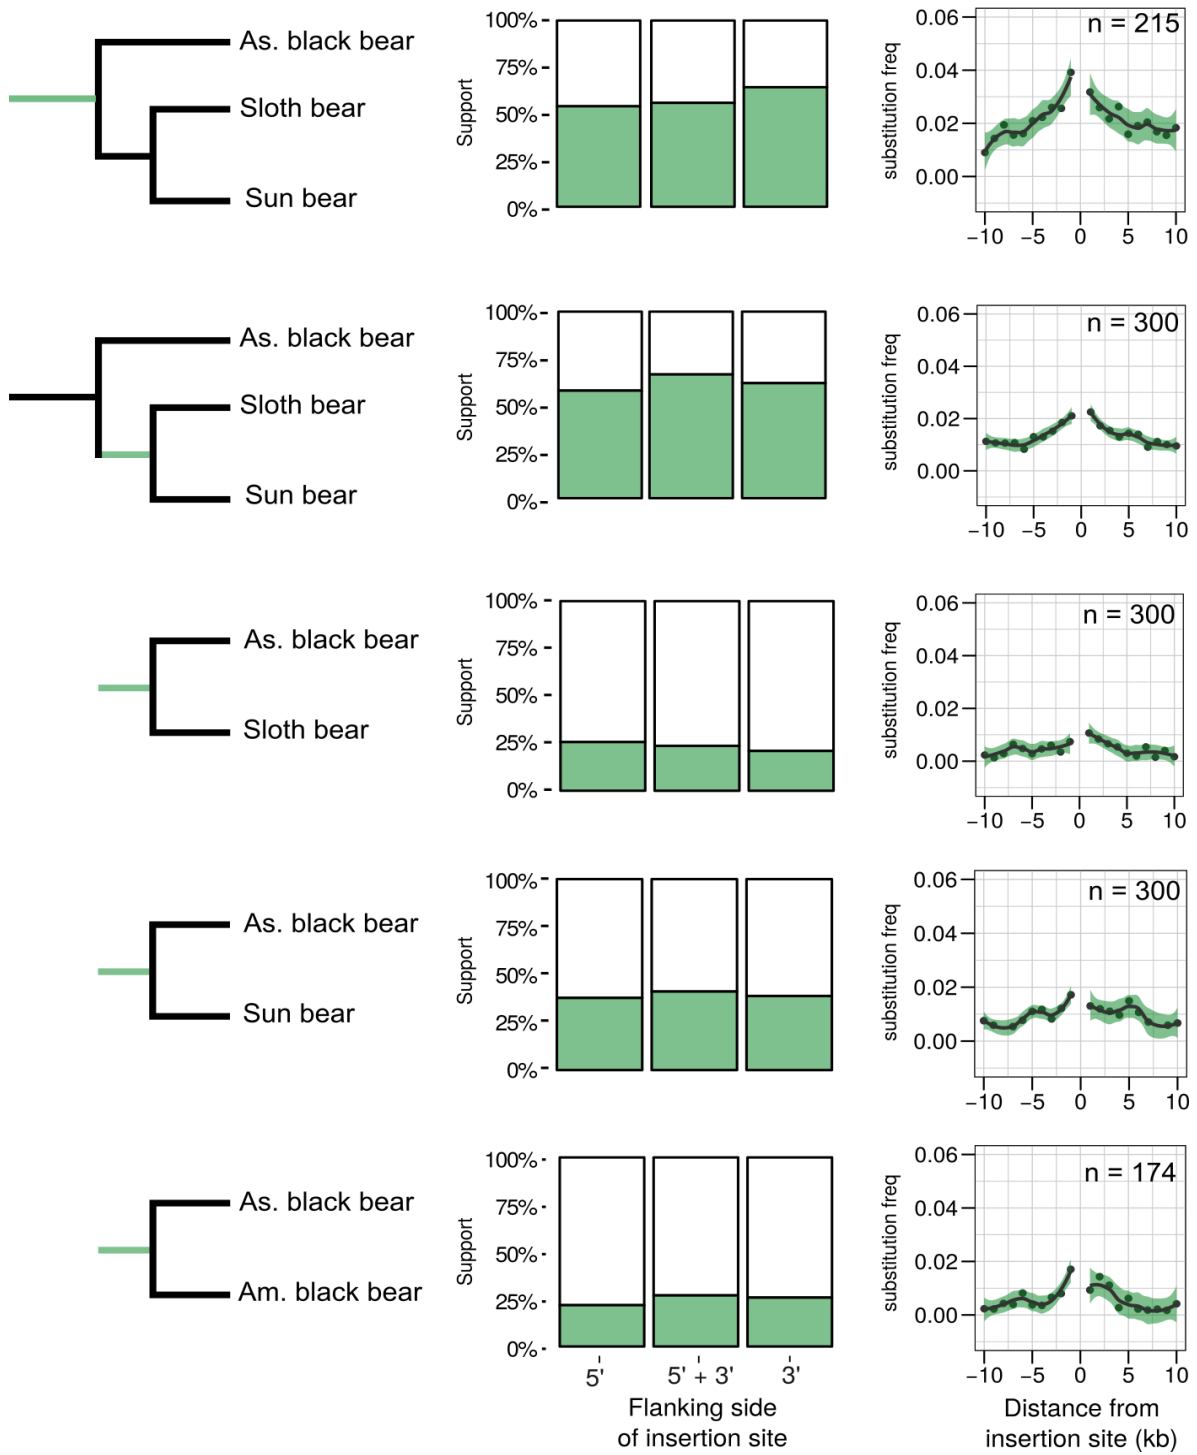 As. black bear
Sloth bear
Sun bear
Support
100%
75%
50%
25%
0%
substitution freq
0.06
0.04
0.02
0.00
n = 215
−10 −5 0 5 10
As. black bear
Sloth bear
Sun bear
Support
100%
75%
50%
25%
0%
substitution freq
0.06
0.04
0.02
0.00
n = 300
−10 −5 0 5 10
As. black bear
Sloth bear
Support
100%
75%
50%
25%
0%
substitution freq
0.06
0.04
0.02
0.00
n = 300
−10 −5 0 5 10
As. black bear
Sun bear
Support
100%
75%
50%
25%
0%
substitution freq
0.06
0.04
0.02
0.00
n = 300
−10 −5 0 5 10
As. black bear
Am. black bear
Support
100%
75%
50%
25%
0%
5' 5' + 3' 3'
Flanking side
of insertion site
substitution freq
0.06
0.04
0.02
0.00
n = 174
−10 −5 0 5 10
Distance from
insertion site (kb)